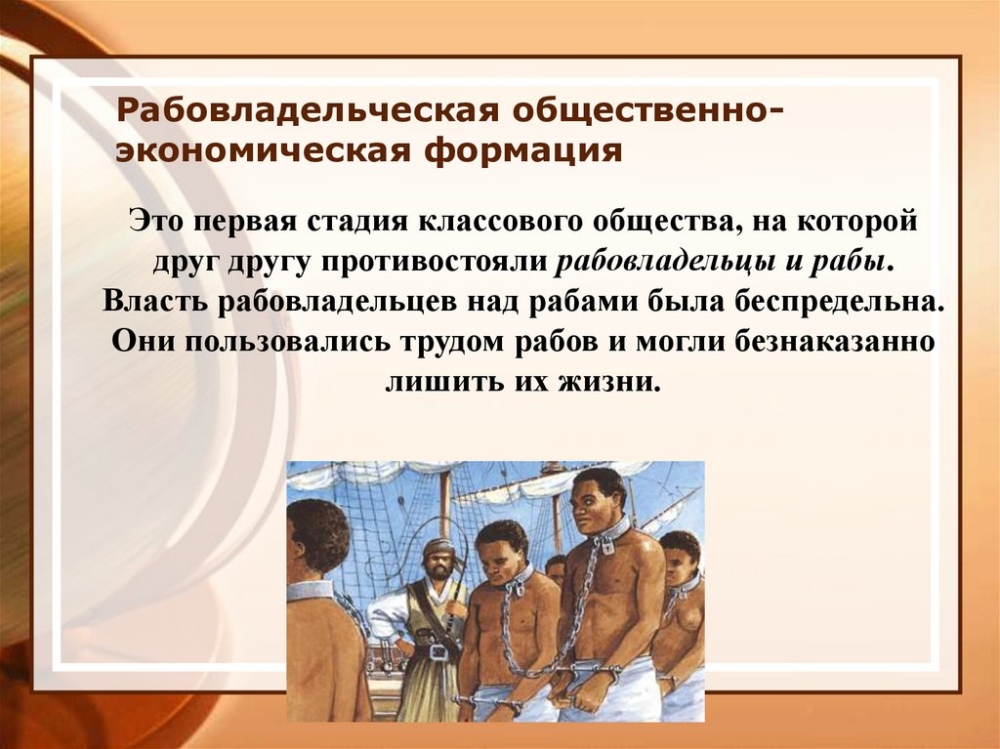 Рабовладельческая общественно-
экономическая формация
Это первая стадия классового общества, на которой
друг другу противостояли рабовладельцы и рабы.
Власть рабовладельцев над рабами была беспредельна.
Они пользовались трудом рабов и могли безнаказанно
лишить их жизни.